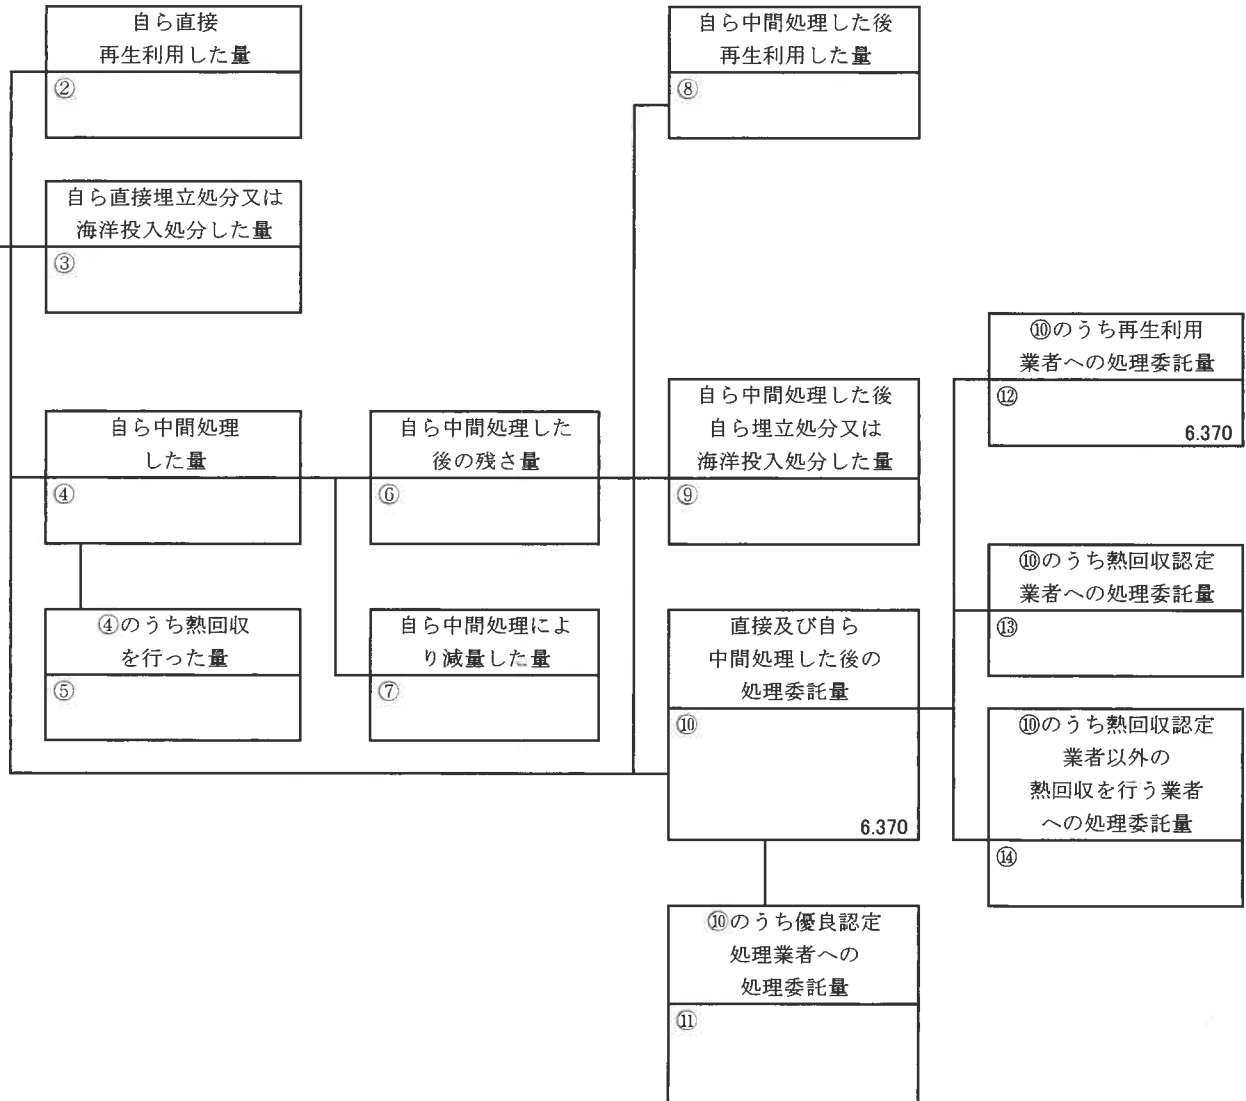 自ら直接
再生利用した量
②
自ら中間処理した後
再生利用した量
⑧
自ら直接埋立処分又は
海洋投入処分した量
③
⑩のうち再生利用
業者への処理委託量
⑫
6.370
自ら中間処理
した量
④
自ら中間処理した
後の残さ量
⑥
自ら中間処理した後
自ら埋立処分又は
海洋投入処分した量
⑨
⑩のうち熱回収認定
業者への処理委託量
⑬
④のうち熱回収
を行った量
⑤
自ら中間処理によ
り減量した量
⑦
直接及び自ら
中間処理した後の
処理委託量
⑩
6.370
⑩のうち熱回収認定
業者以外の
熱回収を行う業者
への処理委託量
⑭
⑩のうち優良認定
処理業者への
処理委託量
⑪